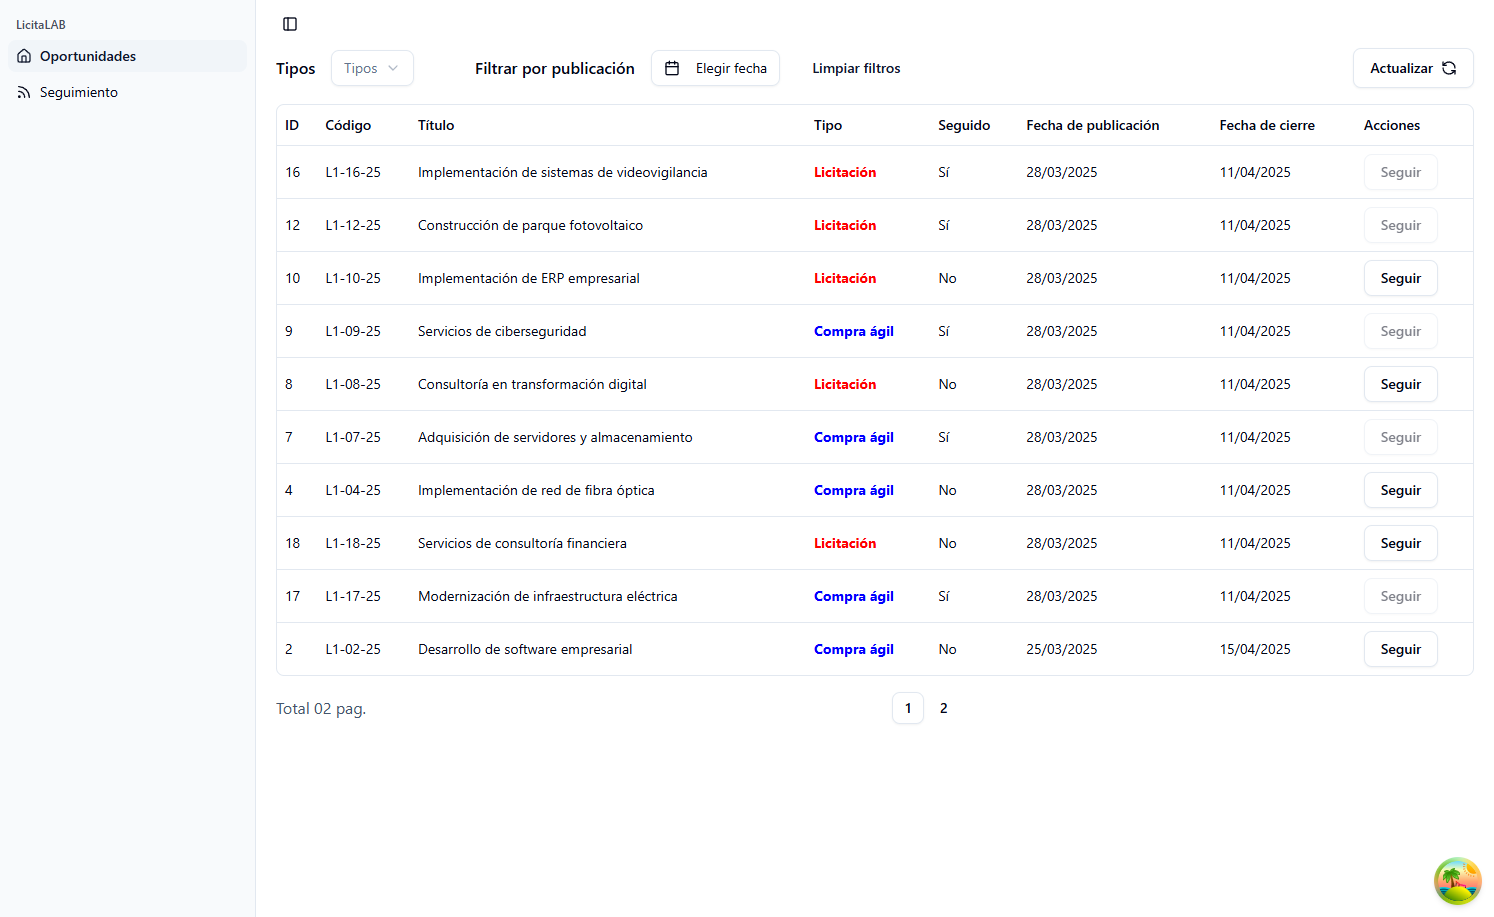 LicitaLAB
Oportunidades
Seguimiento
Tipos Tipos Filtrar por publicación Elegir fecha Limpiar filtros Actualizar
ID Código Título Tipo Seguido Fecha de publicación Fecha de cierre Acciones
16 L1-16-25 Implementación de sistemas de videovigilancia Licitación Sí 28/03/2025 11/04/2025 Seguir
12 L1-12-25 Construcción de parque fotovoltaico Licitación Sí 28/03/2025 11/04/2025 Seguir
10 L1-10-25 Implementación de ERP empresarial Licitación No 28/03/2025 11/04/2025 Seguir
9 L1-09-25 Servicios de ciberseguridad Compra ágil Sí 28/03/2025 11/04/2025 Seguir
8 L1-08-25 Consultoría en transformación digital Licitación No 28/03/2025 11/04/2025 Seguir
7 L1-07-25 Adquisición de servidores y almacenamiento Compra ágil Sí 28/03/2025 11/04/2025 Seguir
4 L1-04-25 Implementación de red de fibra óptica Compra ágil No 28/03/2025 11/04/2025 Seguir
18 L1-18-25 Servicios de consultoría financiera Licitación No 28/03/2025 11/04/2025 Seguir
17 L1-17-25 Modernización de infraestructura eléctrica Compra ágil Sí 28/03/2025 11/04/2025 Seguir
2 L1-02-25 Desarrollo de software empresarial Compra ágil No 25/03/2025 15/04/2025 Seguir
Total 02 pag. 1 2